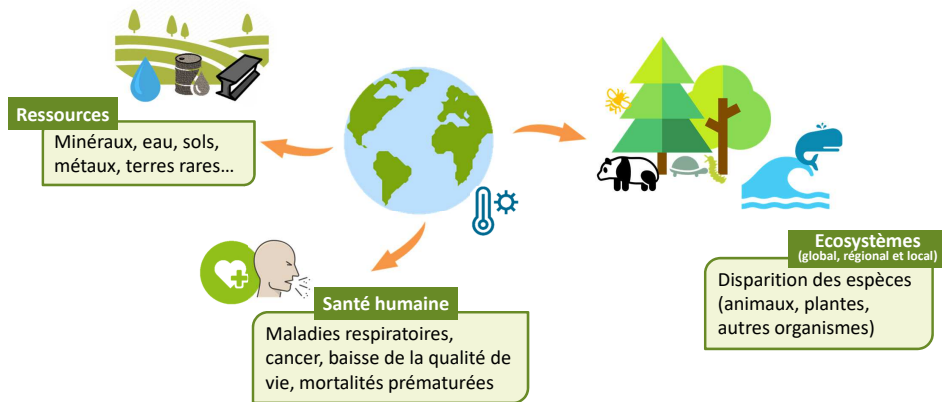 Ressources
Minéraux, eau, sols,
métaux, terres rares…
Santé humaine
Maladies respiratoires,
cancer, baisse de la qualité de
vie, mortalités prématurées
Ecosystèmes
(global, régional et local)
Disparition des espèces
(animaux, plantes,
autres organismes)